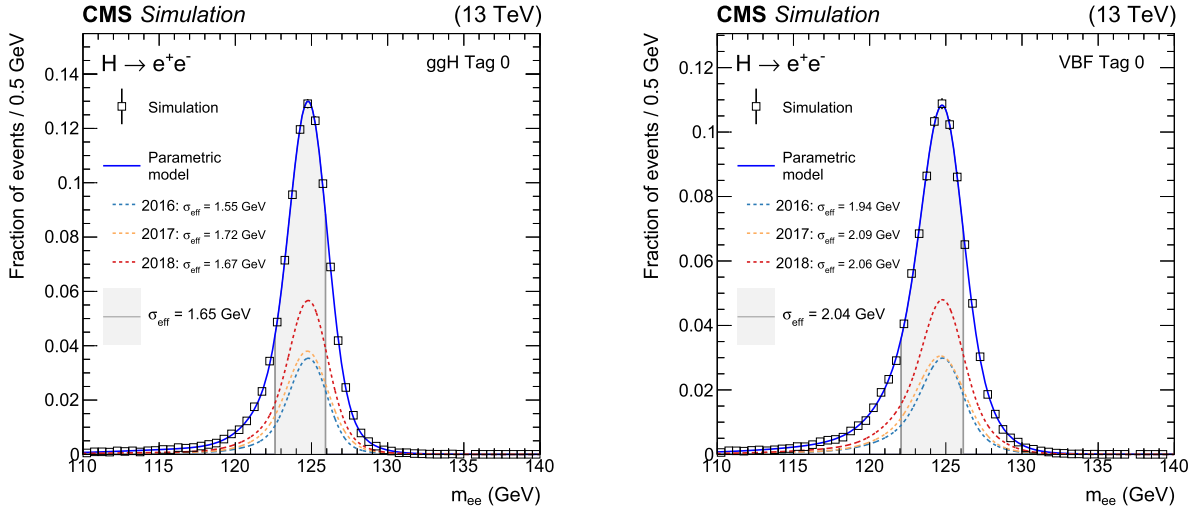 CMS Simulation (13 TeV)
Fraction of events / 0.5 GeV
H → e⁺e⁻
ggH Tag 0
Simulation
Parametric
model
2016: σeff = 1.55 GeV
2017: σeff = 1.72 GeV
2018: σeff = 1.67 GeV
σeff = 1.65 GeV
0.14
0.12
0.1
0.08
0.06
0.04
0.02
0
110 115 120 125 130 135 140
mee (GeV)
CMS Simulation (13 TeV)
Fraction of events / 0.5 GeV
H → e⁺e⁻
VBF Tag 0
Simulation
Parametric
model
2016: σeff = 1.94 GeV
2017: σeff = 2.09 GeV
2018: σeff = 2.06 GeV
σeff = 2.04 GeV
0.12
0.1
0.08
0.06
0.04
0.02
0
110 115 120 125 130 135 140
mee (GeV)